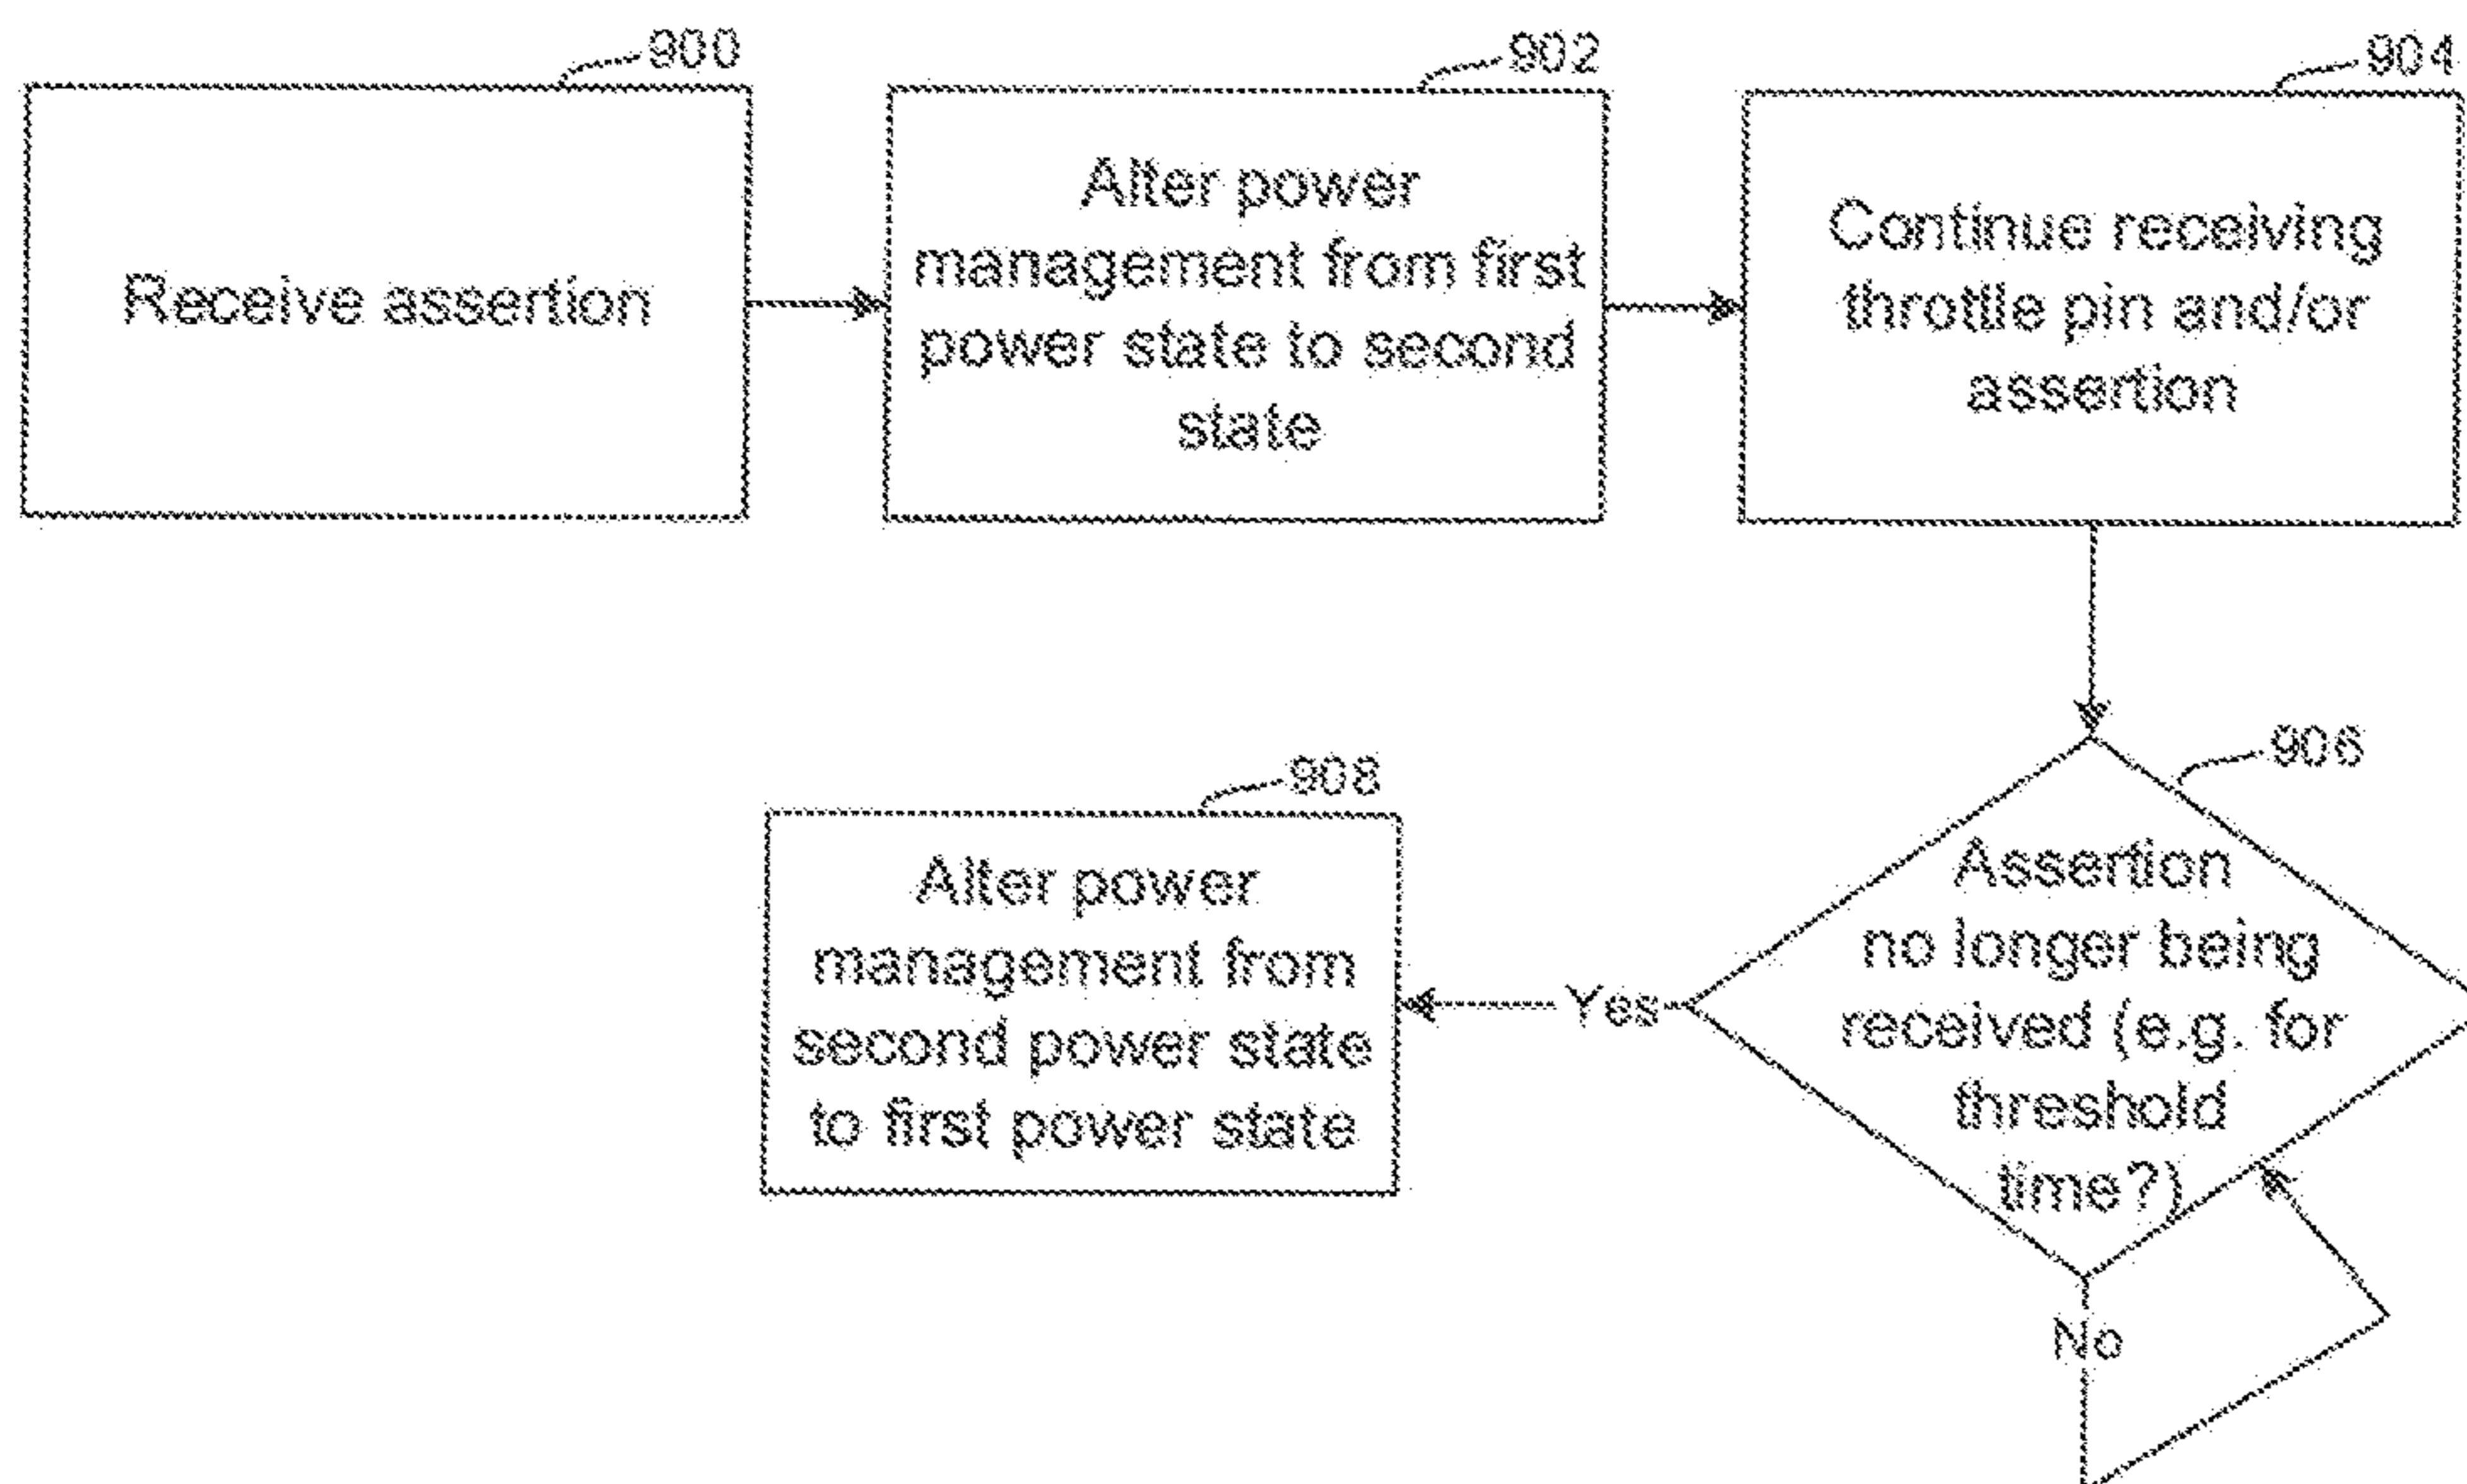 900
Receive assertion
902
Alter power
management from first
power state to second
state
904
Continue receiving
throttle pin and/or
assertion
906
Assertion
no longer being
received (e.g. for
threshold
time?)
Yes
No
908
Alter power
management from
second power state
to first power state